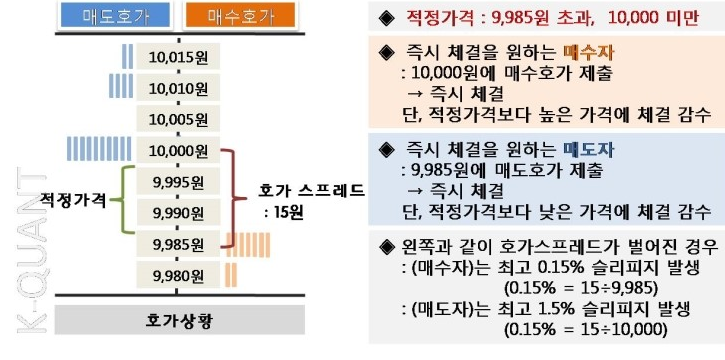 매도호가 매수호가
10,015원
10,010원
10,005원
10,000원
9,995원
9,990원
9,985원
9,980원
적정가격
호가 스프레드
: 15원
호가상황
K-QUANT
◈ 적정가격 : 9,985원 초과, 10,000 미만
◈ 즉시 체결을 원하는 매수자
: 10,000원에 매수호가 제출
→ 즉시 체결
단, 적정가격보다 높은 가격에 체결 감수
◈ 즉시 체결을 원하는 매도자
: 9,985원에 매도호가 제출
→ 즉시 체결
단, 적정가격보다 낮은 가격에 체결 감수
◈ 왼쪽과 같이 호가스프레드가 벌어진 경우
: (매수자)는 최고 0.15% 슬리피지 발생
(0.15% = 15÷9,985)
: (매도자)는 최고 1.5% 슬리피지 발생
(0.15% = 15÷10,000)